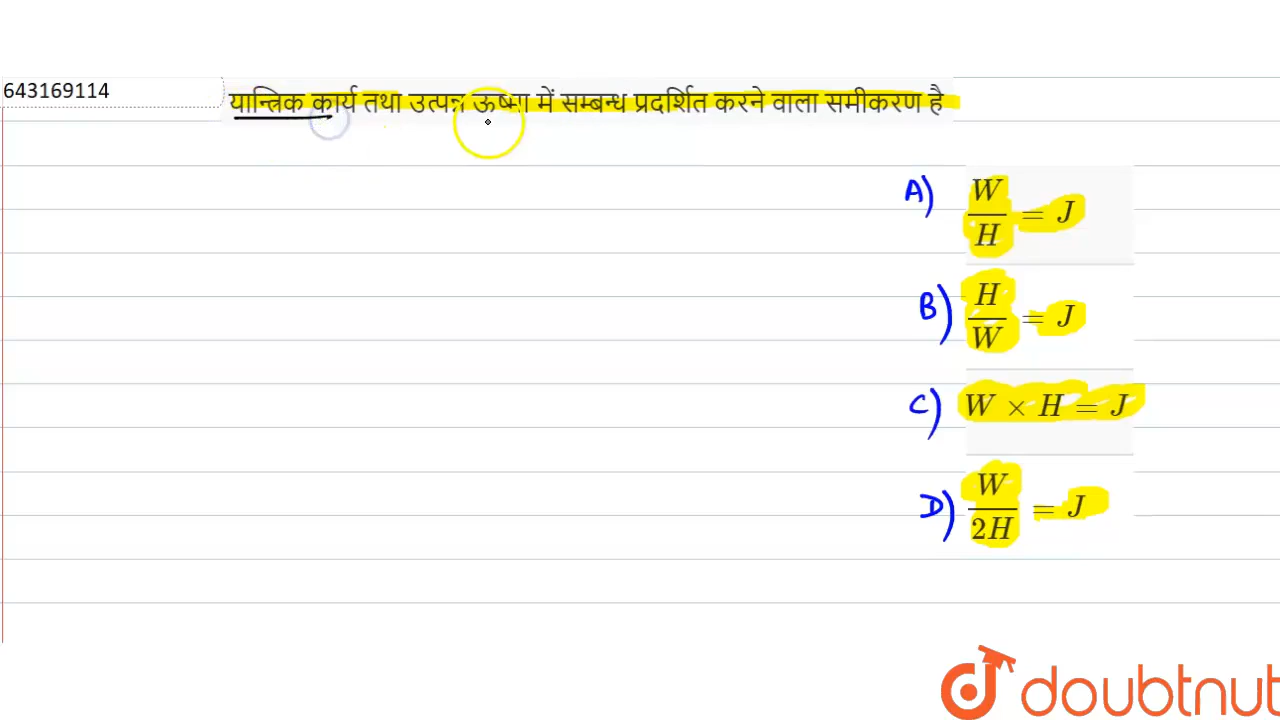 643169114
यान्त्रिक कार्य तथा उत्पन्न ऊष्मा में सम्बन्ध प्रदर्शित करने वाला समीकरण है
A) W/H = J
B) H/W = J
C) W × H = J
D) W/2H = J
doubtnut